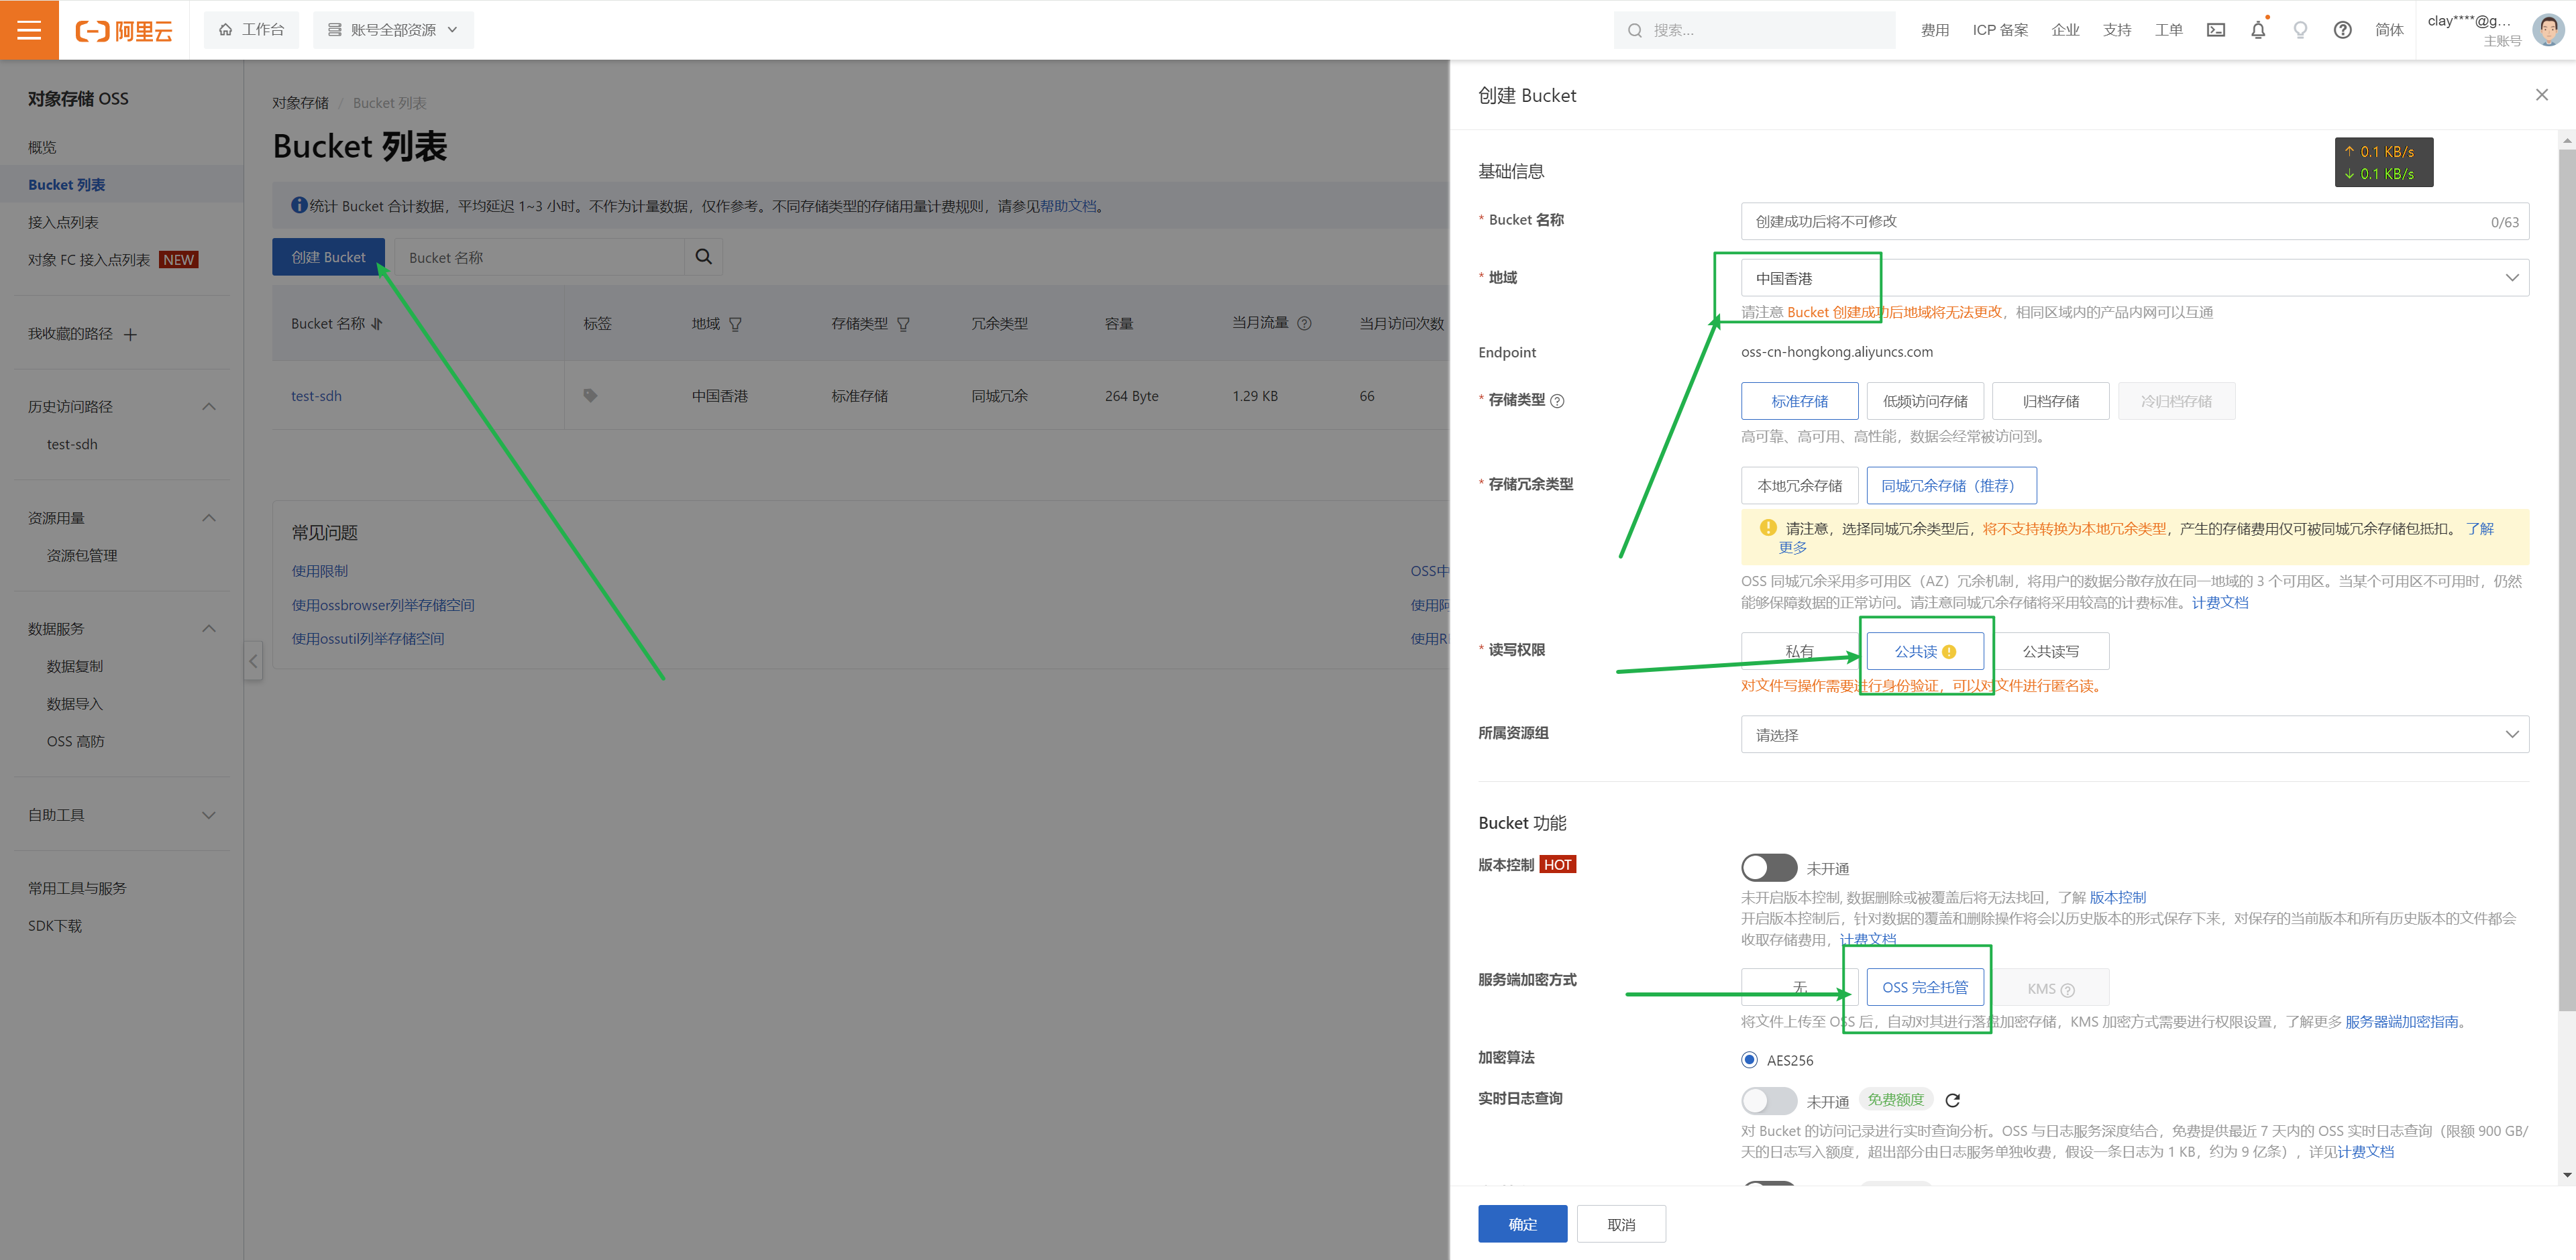 阿里云
工作台
账号全部资源
搜索...
费用
ICP 备案
企业
支持
工单
简体
clay****@g...
主账号
对象存储 OSS
概览
Bucket 列表
接入点列表
对象 FC 接入点列表 NEW
我收藏的路径
历史访问路径
test-sdh
资源用量
资源包管理
数据服务
数据复制
数据导入
OSS 高防
自助工具
常用工具与服务
SDK下载
对象存储 / Bucket 列表
Bucket 列表
统计 Bucket 合计数据，平均延迟 1~3 小时。不作为计量数据，仅作参考。不同存储类型的存储用量计费规则，请参见帮助文档。
创建 Bucket
Bucket 名称
Bucket 名称 标签 地域 存储类型 冗余类型 容量 当月流量 当月访问次数
test-sdh 中国香港 标准存储 同城冗余 264 Byte 1.29 KB 66
常见问题
使用限制
OSS中
使用ossbrowser列举存储空间
使用阿
使用ossutil列举存储空间
使用R
创建 Bucket
↑ 0.1 KB/s
↓ 0.1 KB/s
基础信息
* Bucket 名称
创建成功后将不可修改
0/63
* 地域
中国香港
请注意 Bucket 创建成功后地域将无法更改，相同区域内的产品内网可以互通
Endpoint
oss-cn-hongkong.aliyuncs.com
* 存储类型
标准存储 低频访问存储 归档存储 冷归档存储
高可靠、高可用、高性能，数据会经常被访问到。
* 存储冗余类型
本地冗余存储 同城冗余存储（推荐）
请注意，选择同城冗余类型后，将不支持转换为本地冗余类型，产生的存储费用仅可被同城冗余存储包抵扣。 了解
更多
OSS 同城冗余采用多可用区（AZ）冗余机制，将用户的数据分散存放在同一地域的 3 个可用区。当某个可用区不可用时，仍然
能够保障数据的正常访问。请注意同城冗余存储将采用较高的计费标准。计费文档
* 读写权限
私有 公共读 公共读写
对文件写操作需要进行身份验证，可以对文件进行匿名读。
所属资源组
请选择
Bucket 功能
版本控制 HOT
未开通
未开启版本控制, 数据删除或被覆盖后将无法找回，了解 版本控制
开启版本控制后，针对数据的覆盖和删除操作将会以历史版本的形式保存下来，对保存的当前版本和所有历史版本的文件都会
收取存储费用，计费文档
服务端加密方式
无 OSS 完全托管 KMS
将文件上传至 OSS 后，自动对其进行落盘加密存储，KMS 加密方式需要进行权限设置，了解更多 服务器端加密指南。
加密算法
AES256
实时日志查询
未开通 免费额度
对 Bucket 的访问记录进行实时查询分析。OSS 与日志服务深度结合，免费提供最近 7 天内的 OSS 实时日志查询（限额 900 GB/
天的日志写入额度，超出部分由日志服务单独收费，假设一条日志为 1 KB，约为 9 亿条），详见计费文档
确定
取消